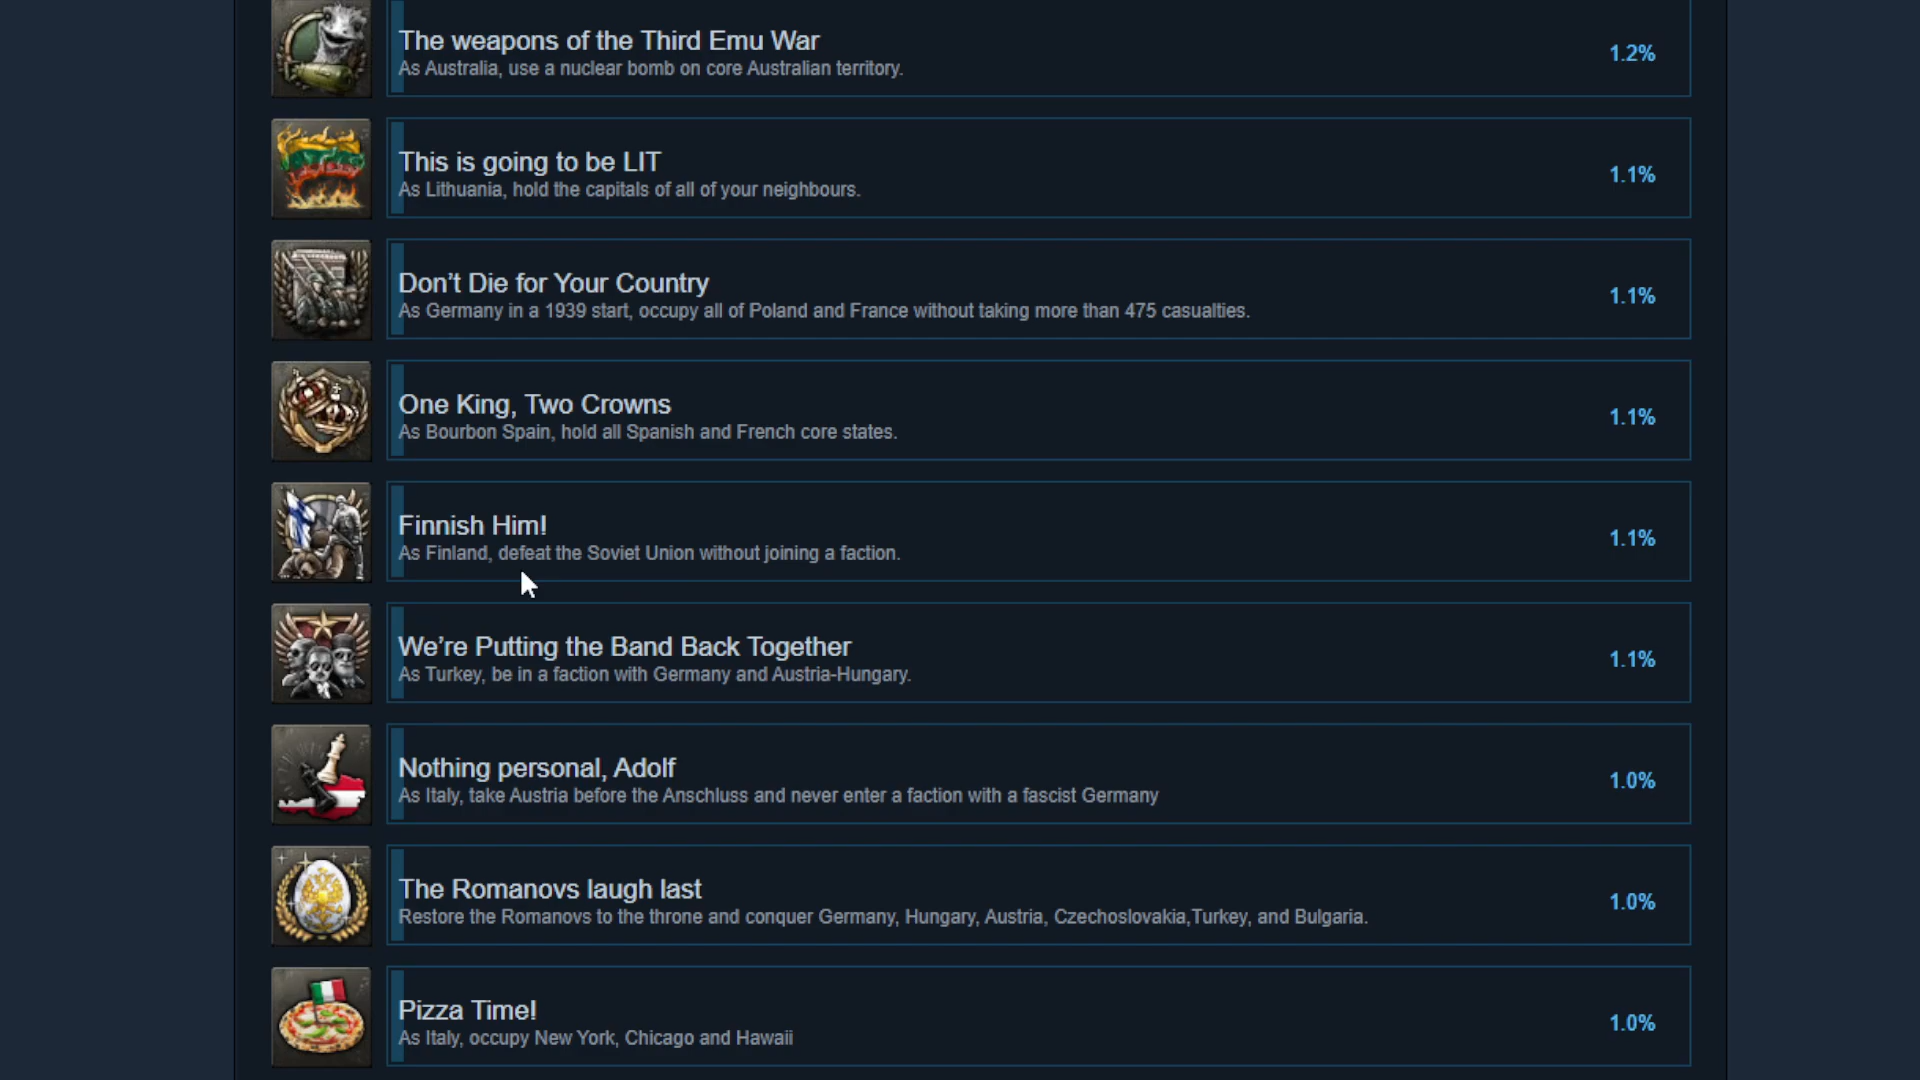 The weapons of the Third Emu War
As Australia, use a nuclear bomb on core Australian territory.
1.2%
This is going to be LIT
As Lithuania, hold the capitals of all of your neighbours.
1.1%
Don't Die for Your Country
As Germany in a 1939 start, occupy all of Poland and France without taking more than 475 casualties.
1.1%
One King, Two Crowns
As Bourbon Spain, hold all Spanish and French core states.
1.1%
Finnish Him!
As Finland, defeat the Soviet Union without joining a faction.
1.1%
We're Putting the Band Back Together
As Turkey, be in a faction with Germany and Austria-Hungary.
1.1%
Nothing personal, Adolf
As Italy, take Austria before the Anschluss and never enter a faction with a fascist Germany
1.0%
The Romanovs laugh last
Restore the Romanovs to the throne and conquer Germany, Hungary, Austria, Czechoslovakia,Turkey, and Bulgaria.
1.0%
Pizza Time!
As Italy, occupy New York, Chicago and Hawaii
1.0%